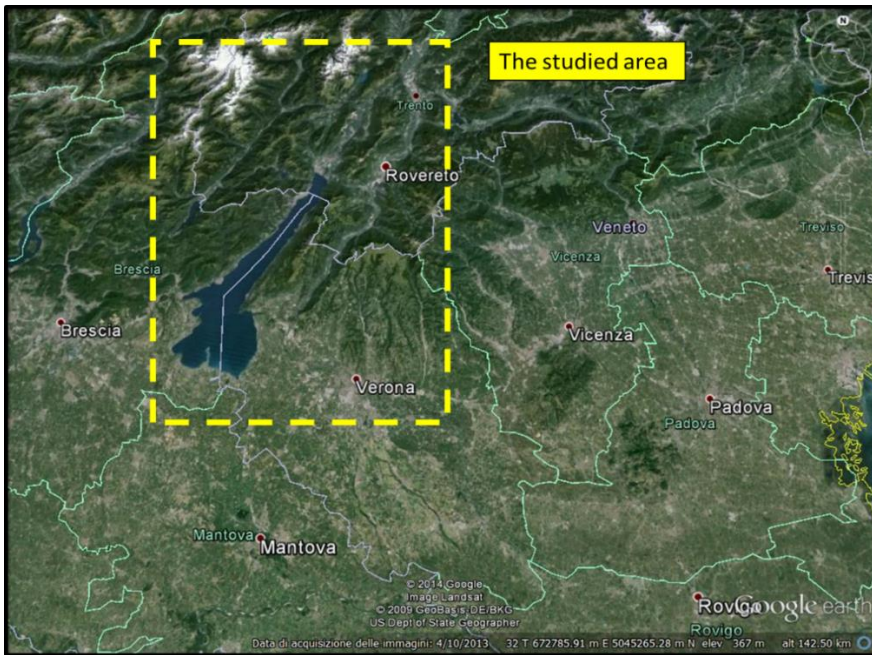 N
The studied area
Trento
Rovereto
Veneto
Treviso
Vicenza
Brescia
Trevis
Brescia
Vicenza
Verona
Padova
Padova
Mantova
Mantova
© 2014 Google
Image Landsat
© 2009 GeoBasis-DE/BKG
US Dept of State Geographer
Rovigo
Google earth
Rovigo
Data di acquisizione delle immagini: 4/10/2013 32 T 672785.91 m E 5045265.28 m N elev 367 m alt 142.50 km